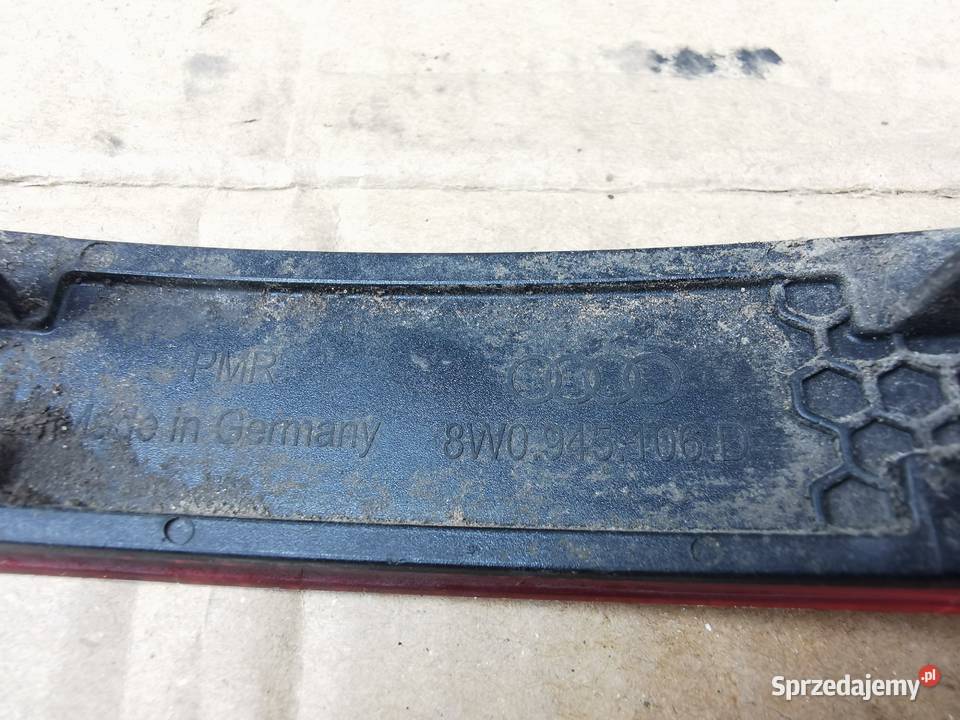 PMR
Made in Germany
8W0.945.106.D
Sprzedajemy.pl